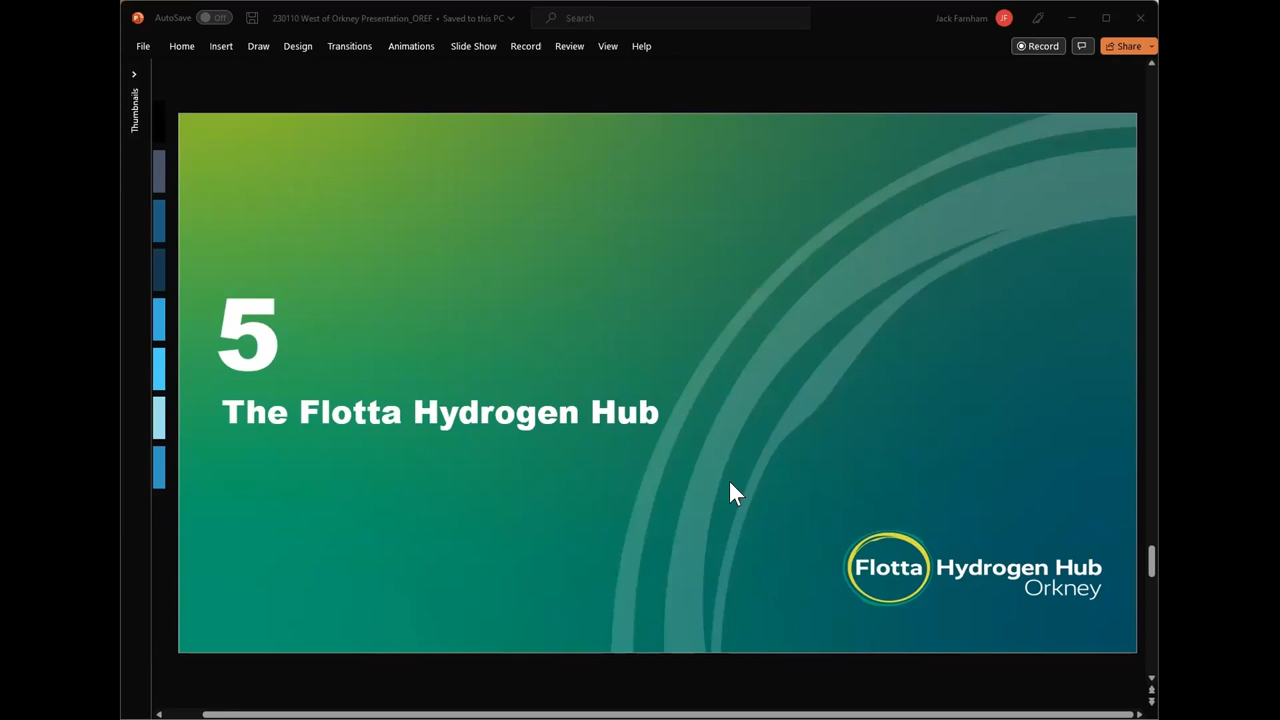 AutoSave Off 230110 West of Orkney Presentation_OREF • Saved to this PC Search Jack Farnham JF
File Home Insert Draw Design Transitions Animations Slide Show Record Review View Help Record Share
Thumbnails
5
The Flotta Hydrogen Hub
Flotta Hydrogen Hub
Orkney